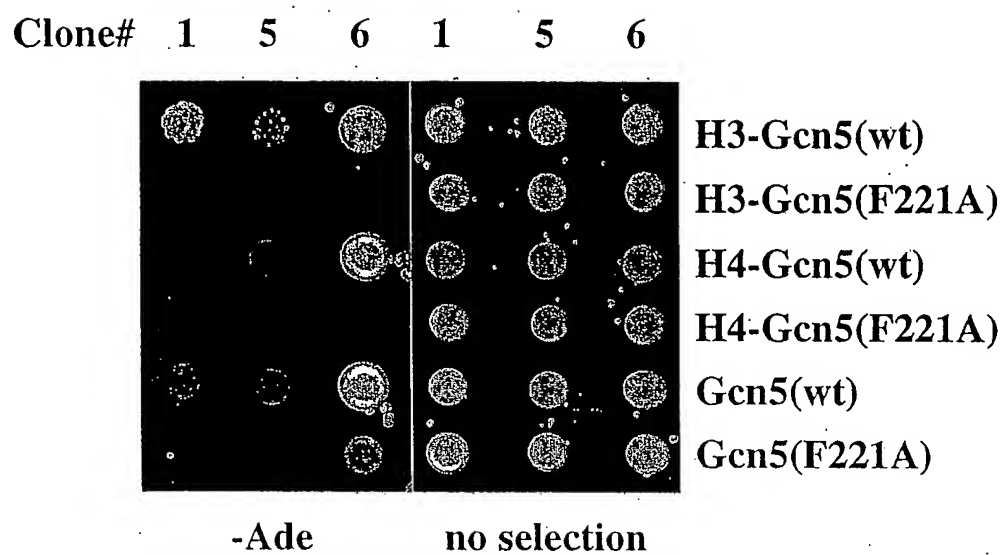 Clone# 1 5 6 1 5 6
H3-Gcn5(wt)
H3-Gcn5(F221A)
H4-Gcn5(wt)
H4-Gcn5(F221A)
Gcn5(wt)
Gcn5(F221A)
-Ade no selection